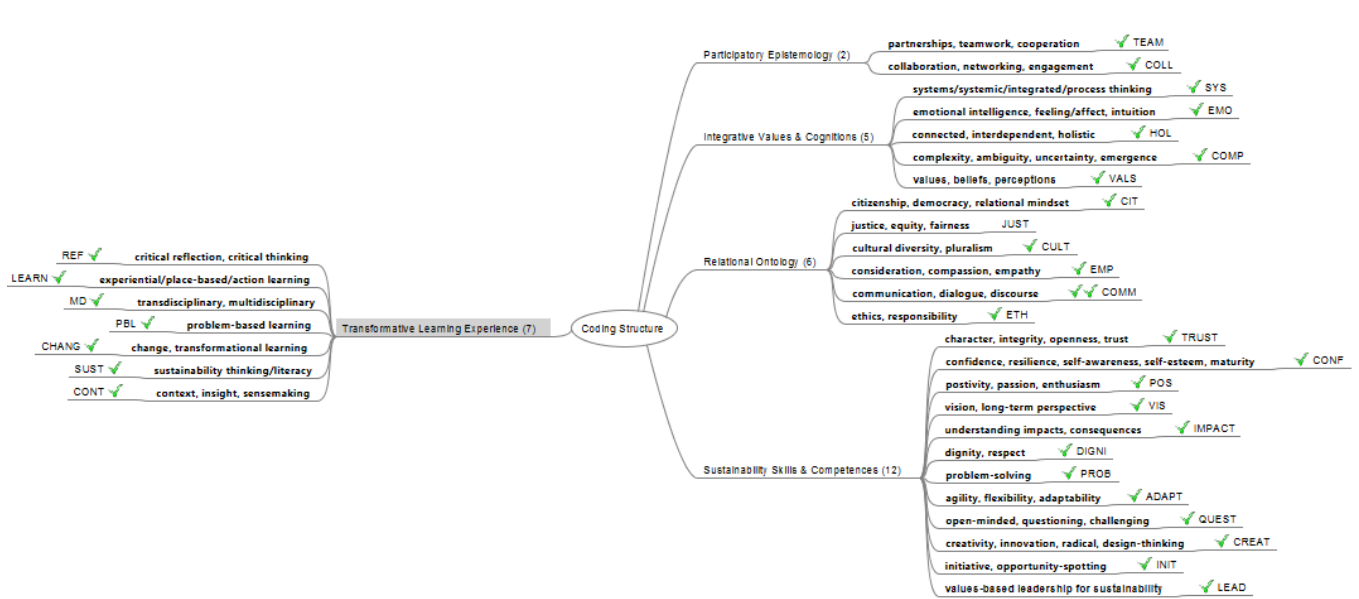 Coding Structure
Participatory Epistemology (2)
partnerships, teamwork, cooperation TEAM
collaboration, networking, engagement COLL
Integrative Values & Cognitions (5)
systems/systemic/integrated/process thinking SYS
emotional intelligence, feeling/affect, intuition EMO
connected, interdependent, holistic HOL
complexity, ambiguity, uncertainty, emergence COMP
values, beliefs, perceptions VALS
Relational Ontology (6)
citizenship, democracy, relational mindset CIT
justice, equity, fairness JUST
cultural diversity, pluralism CULT
consideration, compassion, empathy EMP
communication, dialogue, discourse COMM
ethics, responsibility ETH
Sustainability Skills & Competences (12)
character, integrity, openness, trust TRUST
confidence, resilience, self-awareness, self-esteem, maturity CONF
postivity, passion, enthusiasm POS
vision, long-term perspective VIS
understanding impacts, consequences IMPACT
dignity, respect DIGNI
problem-solving PROB
agility, flexibility, adaptability ADAPT
open-minded, questioning, challenging QUEST
creativity, innovation, radical, design-thinking CREAT
initiative, opportunity-spotting INIT
values-based leadership for sustainability LEAD
Transformative Learning Experience (7)
REF critical reflection, critical thinking
LEARN experiential/place-based/action learning
MD transdisciplinary, multidisciplinary
PBL problem-based learning
CHANG change, transformational learning
SUST sustainability thinking/literacy
CONT context, insight, sensemaking